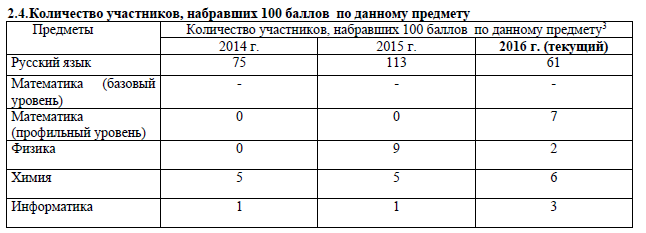 2.4.Количество участников, набравших 100 баллов по данному предмету
Предметы Количество участников, набравших 100 баллов по данному предмету3
2014 г. 2015 г. 2016 г. (текущий)
Русский язык 75 113 61
Математика (базовый - - -
уровень)
Математика 0 0 7
(профильный уровень)
Физика 0 9 2
Химия 5 5 6
Информатика 1 1 3